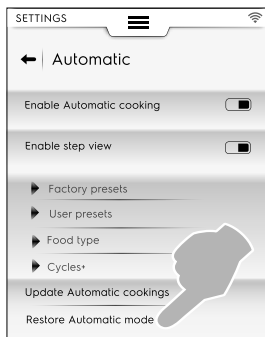 SETTINGS
Automatic
Enable Automatic cooking
Enable step view
Factory presets
User presets
Food type
Cycles+
Update Automatic cookings
Restore Automatic mode